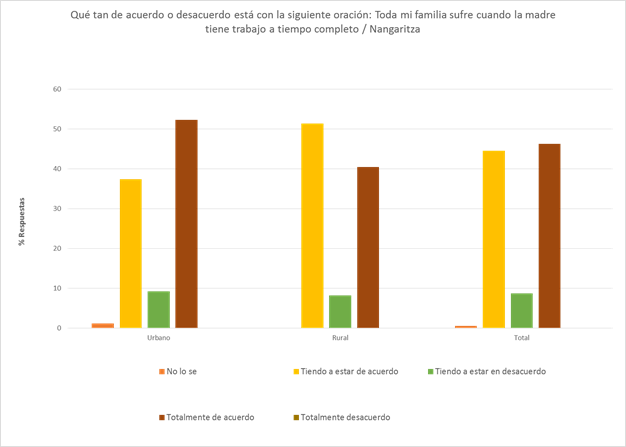 Qué tan de acuerdo o desacuerdo está con la siguiente oración: Toda mi familia sufre cuando la madre
tiene trabajo a tiempo completo / Nangaritza
60
50
40
30
20
10
0
% Respuestas
Urbano Rural Total
No lo se Tiendo a estar de acuerdo Tiendo a estar en desacuerdo
Totalmente de acuerdo Totalmente desacuerdo